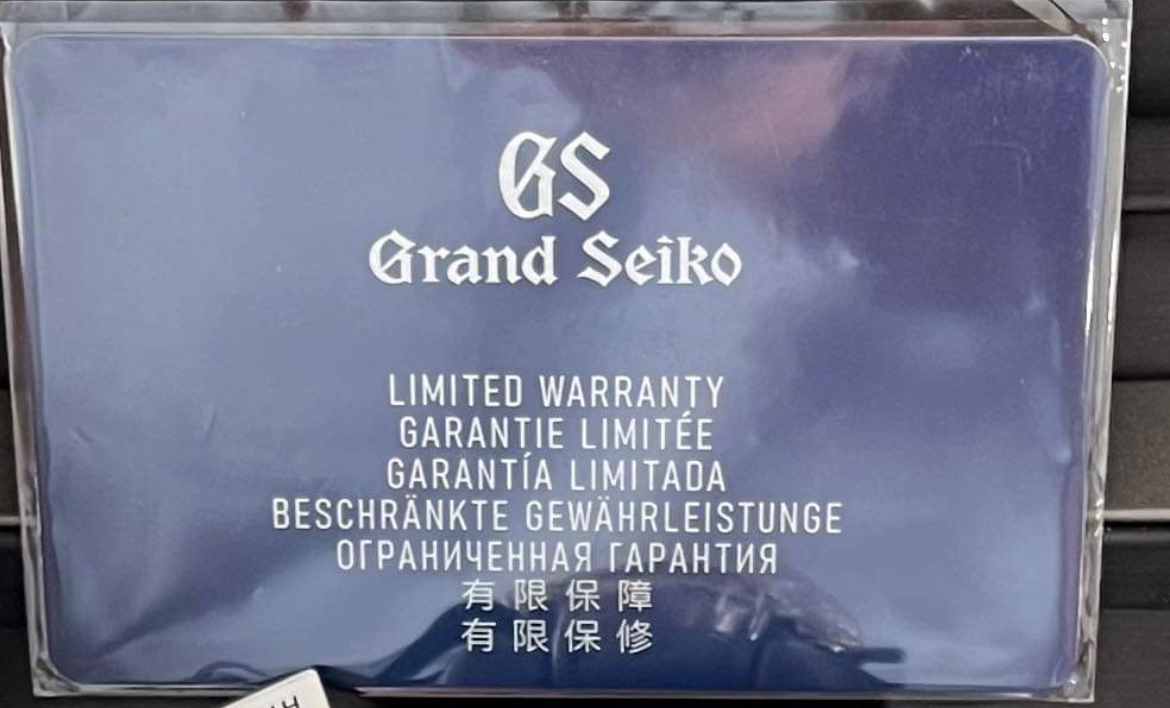 GS
Grand Seiko
LIMITED WARRANTY
GARANTIE LIMITÉE
GARANTÍA LIMITADA
BESCHRÄNKTE GEWÄHRLEISTUNGE
ОГРАНИЧЕННАЯ ГАРАНТИЯ
有限保障
有限保修